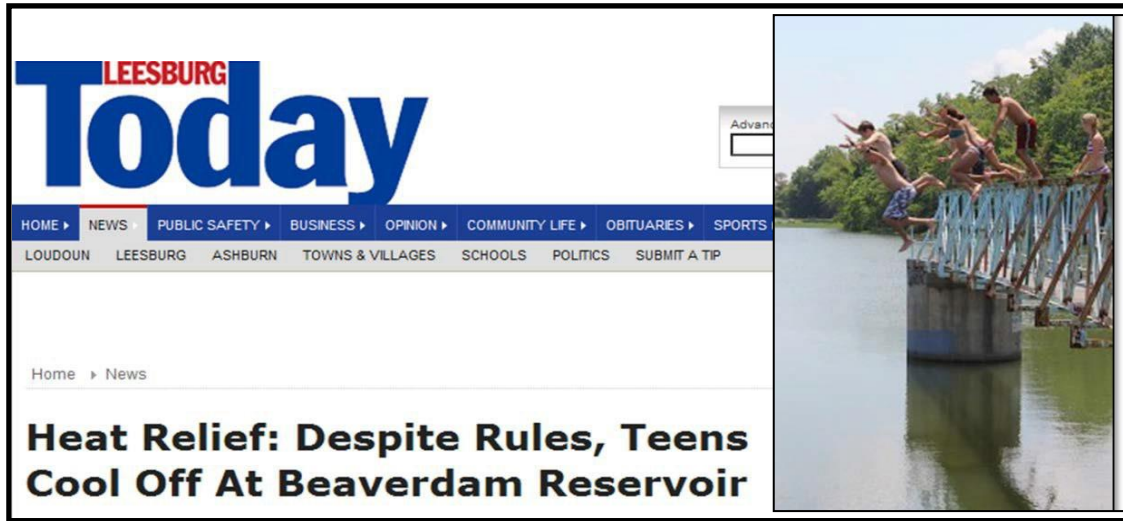 LEESBURG
Today
Advanc
HOME NEWS PUBLIC SAFETY BUSINESS OPINION COMMUNITY LIFE OBITUARIES SPORTS
LOUDOUN LEESBURG ASHBURN TOWNS & VILLAGES SCHOOLS POLITICS SUBMIT A TIP
Home News
Heat Relief: Despite Rules, Teens
Cool Off At Beaverdam Reservoir